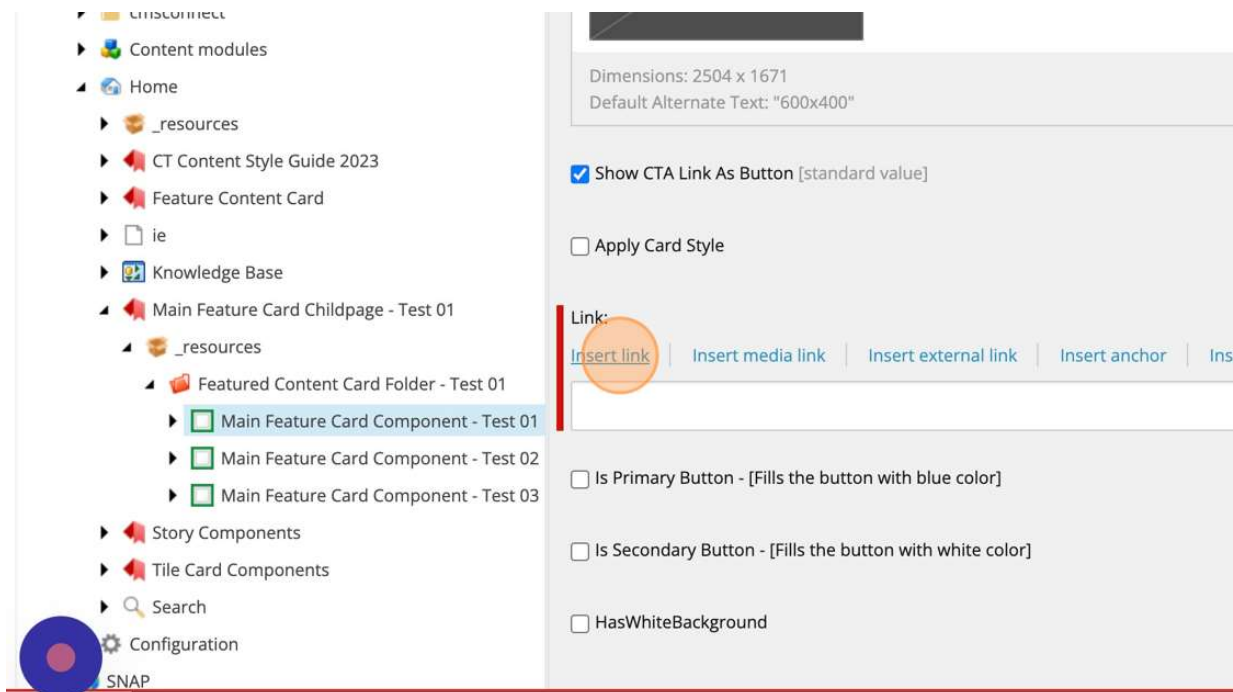 cmsconnect
Content modules
Home
_resources
CT Content Style Guide 2023
Feature Content Card
ie
Knowledge Base
Main Feature Card Childpage - Test 01
_resources
Featured Content Card Folder - Test 01
Main Feature Card Component - Test 01
Main Feature Card Component - Test 02
Main Feature Card Component - Test 03
Story Components
Tile Card Components
Search
Configuration
SNAP
Dimensions: 2504 x 1671
Default Alternate Text: "600x400"
Show CTA Link As Button [standard value]
Apply Card Style
Link:
Insert link Insert media link Insert external link Insert anchor Ins
Is Primary Button - [Fills the button with blue color]
Is Secondary Button - [Fills the button with white color]
HasWhiteBackground